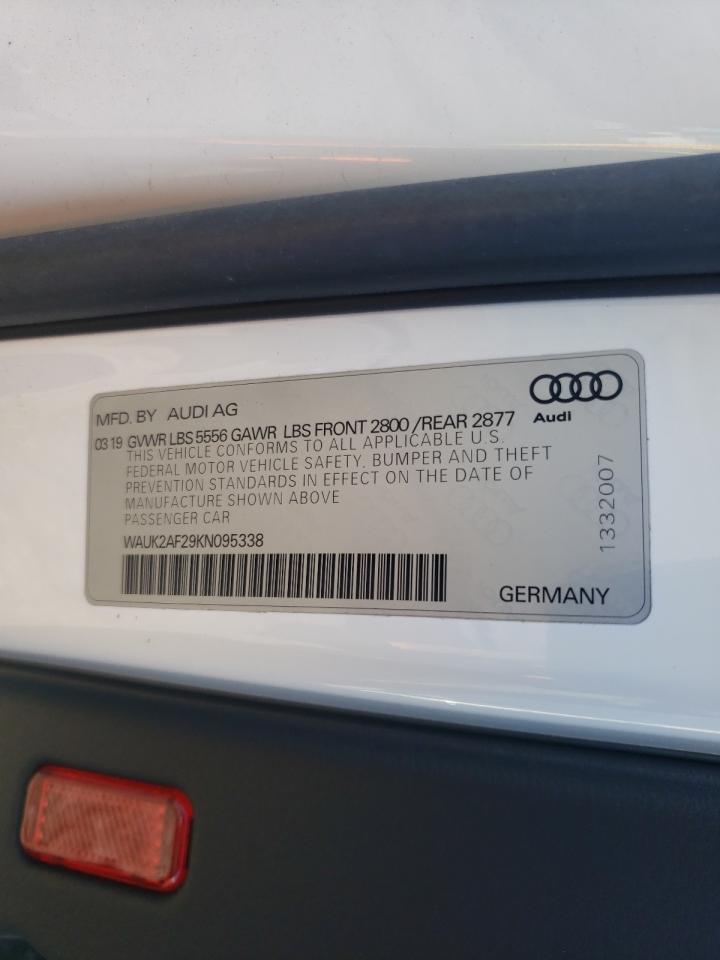 MFD. BY AUDI AG
Audi
03 19 GVWR LBS 5556 GAWR LBS FRONT 2800 /REAR 2877
THIS VEHICLE CONFORMS TO ALL APPLICABLE U.S.
FEDERAL MOTOR VEHICLE SAFETY, BUMPER AND THEFT
PREVENTION STANDARDS IN EFFECT ON THE DATE OF
MANUFACTURE SHOWN ABOVE
PASSENGER CAR
WAUK2AF29KN095338
1332007
GERMANY